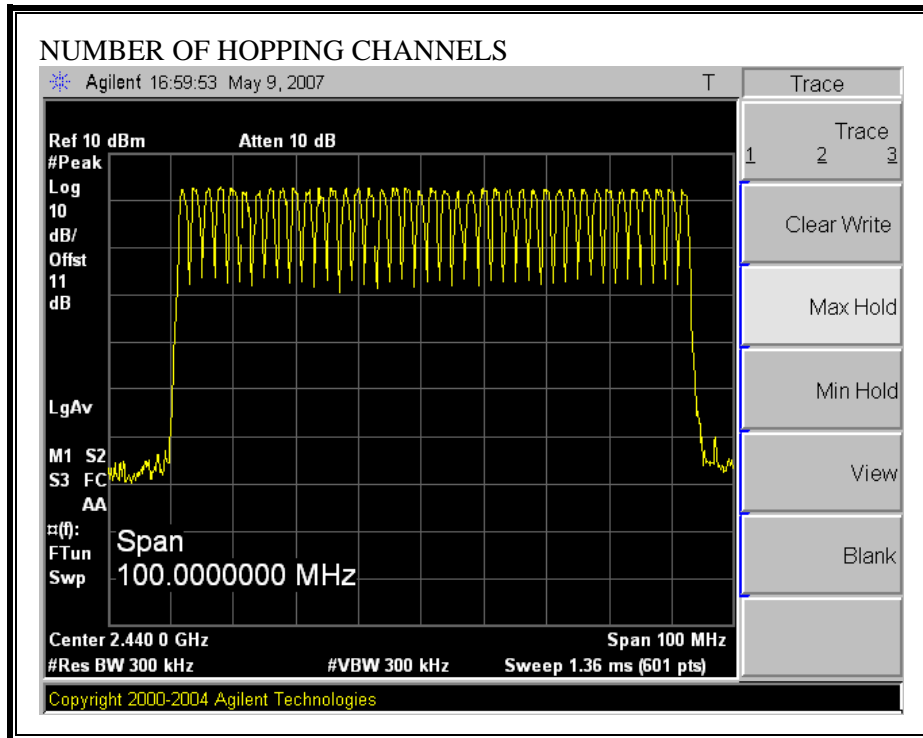 NUMBER OF HOPPING CHANNELS
Agilent 16:59:53 May 9, 2007 T
Trace
Ref 10 dBm Atten 10 dB
#Peak
Log
10
dB/
Offst
11
dB
LgAv
M1 S2
S3 FC
AA
¤(f):
FTun
Swp
Span
100.0000000 MHz
Center 2.440 0 GHz Span 100 MHz
#Res BW 300 kHz #VBW 300 kHz Sweep 1.36 ms (601 pts)
Copyright 2000-2004 Agilent Technologies
Trace
1 2 3
Clear Write
Max Hold
Min Hold
View
Blank